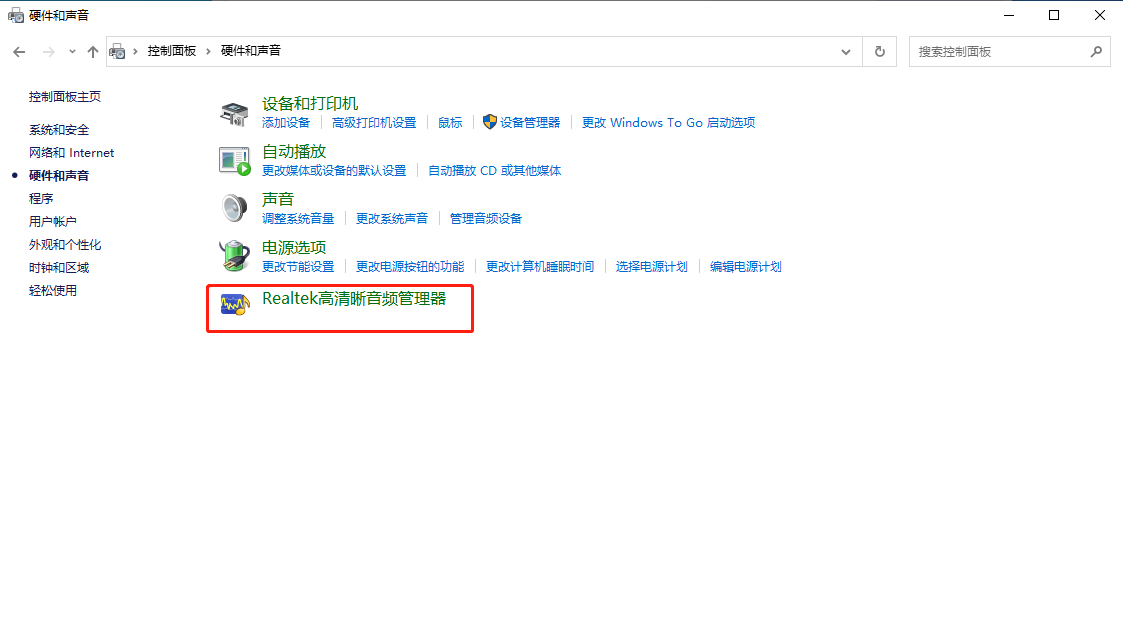 硬件和声音
控制面板 硬件和声音
搜索控制面板
控制面板主页
系统和安全
网络和 Internet
硬件和声音
程序
用户帐户
外观和个性化
时钟和区域
轻松使用
设备和打印机
添加设备 高级打印机设置 鼠标 设备管理器 更改 Windows To Go 启动选项
自动播放
更改媒体或设备的默认设置 自动播放 CD 或其他媒体
声音
调整系统音量 更改系统声音 管理音频设备
电源选项
更改节能设置 更改电源按钮的功能 更改计算机睡眠时间 选择电源计划 编辑电源计划
Realtek高清晰音频管理器